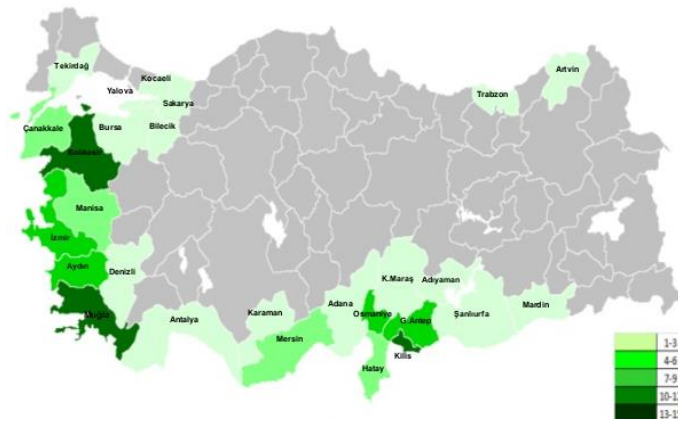 Tekirdağ
Kocaeli
Yalova
Sakarya
Çanakkale
Bursa
Bilecik
Balıkesir
Manisa
İzmir
Aydın
Denizli
Muğla
Antalya
Karaman
Mersin
Adana
Osmaniye
K.Maraş
Adıyaman
G.Antep
Kilis
Hatay
Şanlıurfa
Mardin
Trabzon
Artvin
1-3
4-6
7-9